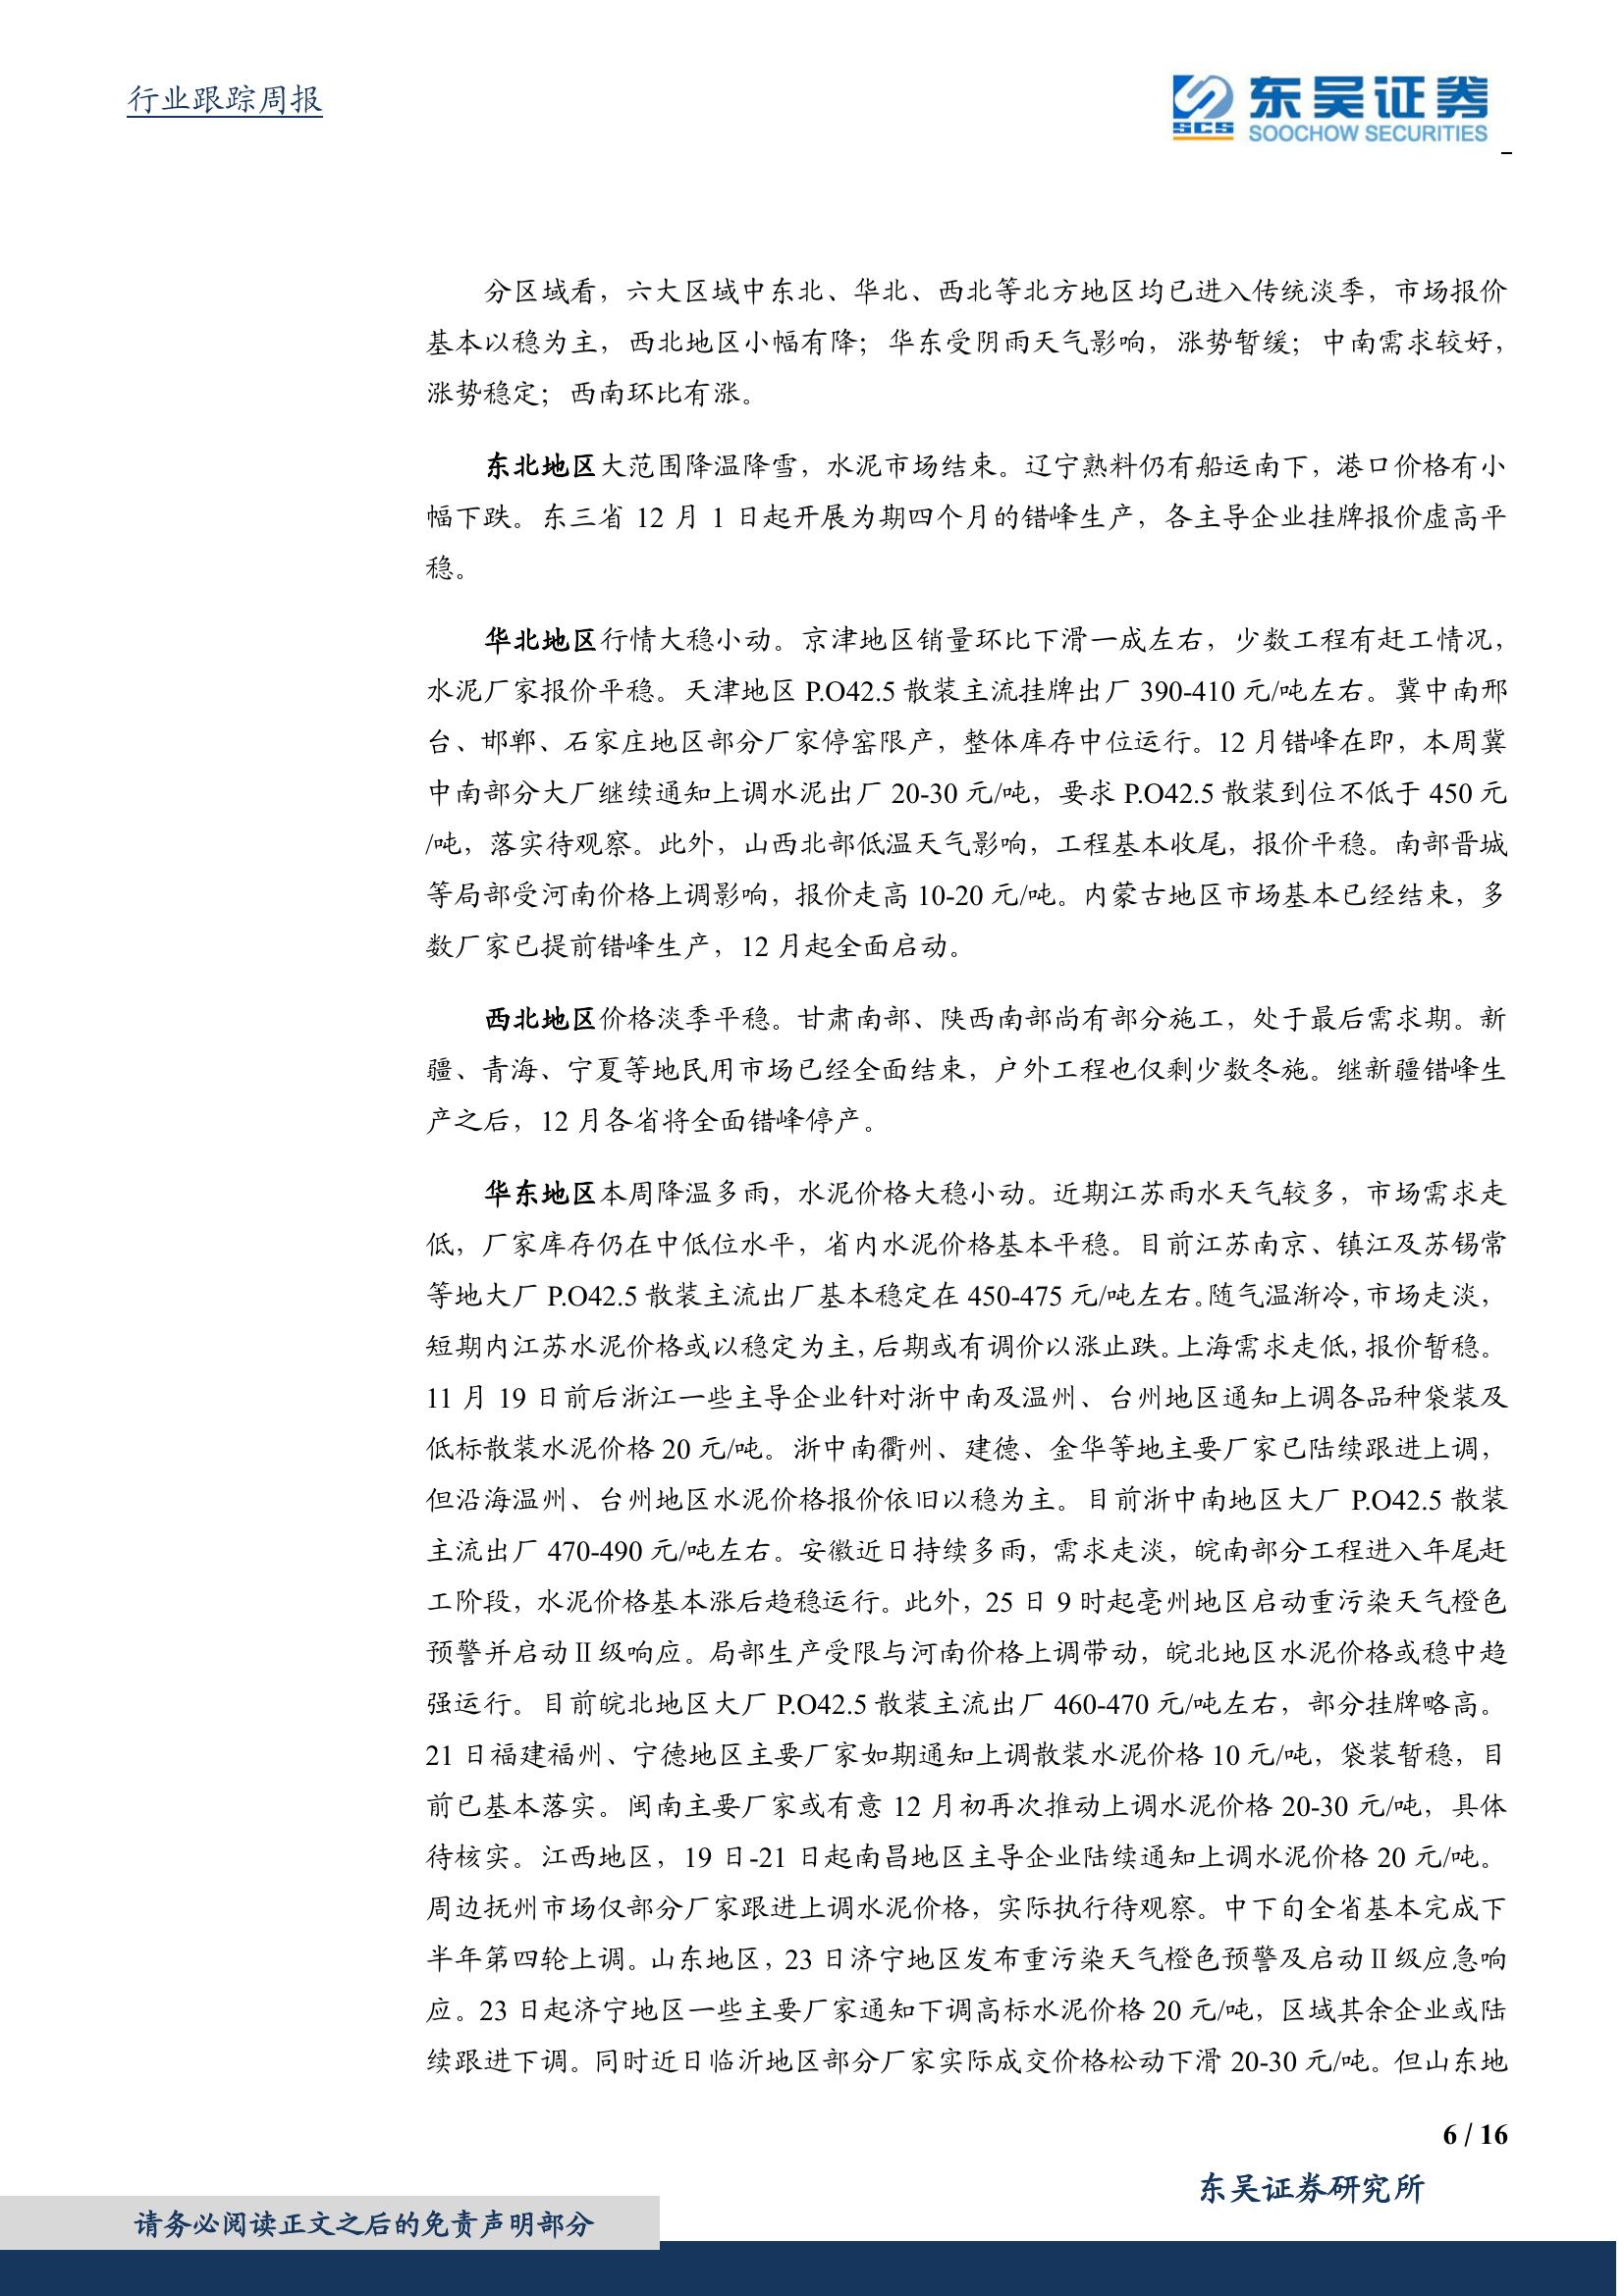 行业跟踪周报
SCS
东吴证券
SOOCHOW SECURITIES
分区域看，六大区域中东北、华北、西北等北方地区均已进入传统淡季，市场报价
基本以稳为主，西北地区小幅有降；华东受阴雨天气影响，涨势暂缓；中南需求较好，
涨势稳定；西南环比有涨。
东北地区大范围降温降雪，水泥市场结束。辽宁熟料仍有船运南下，港口价格有小
幅下跌。东三省 12 月 1 日起开展为期四个月的错峰生产，各主导企业挂牌报价虚高平
稳。
华北地区行情大稳小动。京津地区销量环比下滑一成左右，少数工程有赶工情况，
水泥厂家报价平稳。天津地区 P.O42.5 散装主流挂牌出厂 390-410 元/吨左右。冀中南邢
台、邯郸、石家庄地区部分厂家停窑限产，整体库存中位运行。12 月错峰在即，本周冀
中南部分大厂继续通知上调水泥出厂 20-30 元/吨，要求 P.O42.5 散装到位不低于 450 元
/吨，落实待观察。此外，山西北部低温天气影响，工程基本收尾，报价平稳。南部晋城
等局部受河南价格上调影响，报价走高 10-20 元/吨。内蒙古地区市场基本已经结束，多
数厂家已提前错峰生产，12 月起全面启动。
西北地区价格淡季平稳。甘肃南部、陕西南部尚有部分施工，处于最后需求期。新
疆、青海、宁夏等地民用市场已经全面结束，户外工程也仅剩少数冬施。继新疆错峰生
产之后，12 月各省将全面错峰停产。
华东地区本周降温多雨，水泥价格大稳小动。近期江苏雨水天气较多，市场需求走
低，厂家库存仍在中低位水平，省内水泥价格基本平稳。目前江苏南京、镇江及苏锡常
等地大厂 P.O42.5 散装主流出厂基本稳定在 450-475 元/吨左右。随气温渐冷，市场走淡，
短期内江苏水泥价格或以稳定为主，后期或有调价以涨止跌。上海需求走低，报价暂稳。
11 月 19 日前后浙江一些主导企业针对浙中南及温州、台州地区通知上调各品种袋装及
低标散装水泥价格 20 元/吨。浙中南衢州、建德、金华等地主要厂家已陆续跟进上调，
但沿海温州、台州地区水泥价格报价依旧以稳为主。目前浙中南地区大厂 P.O42.5 散装
主流出厂 470-490 元/吨左右。安徽近日持续多雨，需求走淡，皖南部分工程进入年尾赶
工阶段，水泥价格基本涨后趋稳运行。此外，25 日 9 时起亳州地区启动重污染天气橙色
预警并启动Ⅱ级响应。局部生产受限与河南价格上调带动，皖北地区水泥价格或稳中趋
强运行。目前皖北地区大厂 P.O42.5 散装主流出厂 460-470 元/吨左右，部分挂牌略高。
21 日福建福州、宁德地区主要厂家如期通知上调散装水泥价格 10 元/吨，袋装暂稳，目
前已基本落实。闽南主要厂家或有意 12 月初再次推动上调水泥价格 20-30 元/吨，具体
待核实。江西地区，19 日-21 日起南昌地区主导企业陆续通知上调水泥价格 20 元/吨。
周边抚州市场仅部分厂家跟进上调水泥价格，实际执行待观察。中下旬全省基本完成下
半年第四轮上调。山东地区，23 日济宁地区发布重污染天气橙色预警及启动Ⅱ级应急响
应。23 日起济宁地区一些主要厂家通知下调高标水泥价格 20 元/吨，区域其余企业或陆
续跟进下调。同时近日临沂地区部分厂家实际成交价格松动下滑 20-30 元/吨。但山东地
6 / 16
东吴证券研究所
请务必阅读正文之后的免责声明部分